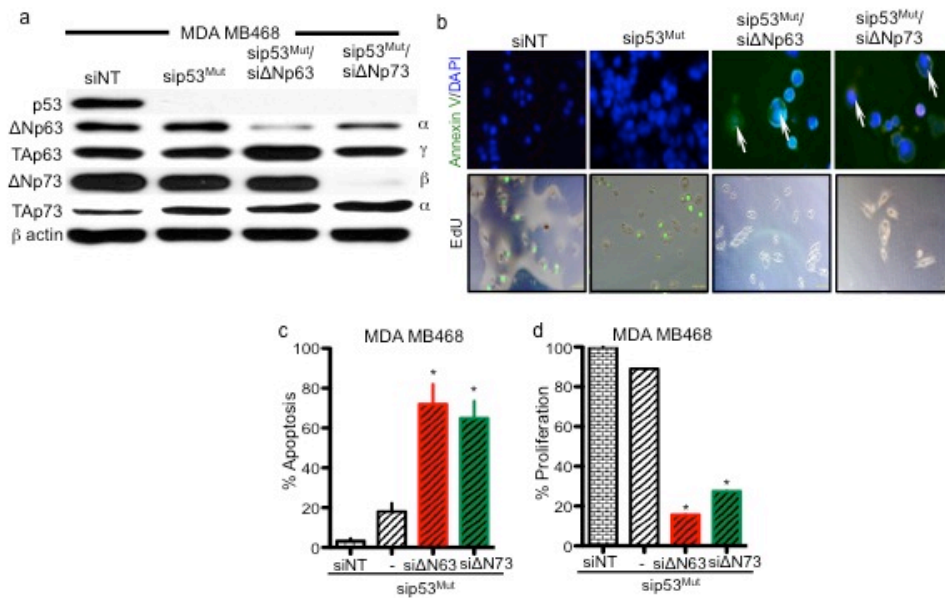 a
MDA MB468
siNT sip53Mut sip53Mut/ siΔNp63 sip53Mut/ siΔNp73
p53
ΔNp63 α
TAp63 γ
ΔNp73 β
TAp73 α
β actin
b
siNT sip53Mut sip53Mut/ siΔNp63 sip53Mut/ siΔNp73
Annexin V/DAPI
EdU
c
MDA MB468
% Apoptosis
100
80
60
40
20
0
* *
siNT - siΔN63 siΔN73
sip53Mut
d
MDA MB468
% Proliferation
100
80
60
40
20
0
* *
siNT - siΔN63 siΔN73
sip53Mut